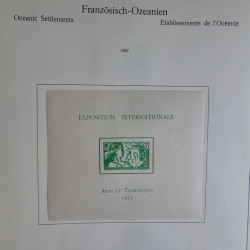 Französisch-Ozeanien
Oceanic Settlements
Etablissements de l'Océanie
1937
EXPOSITION INTERNATIONALE
ARTS ET TECHNIQUES
1937